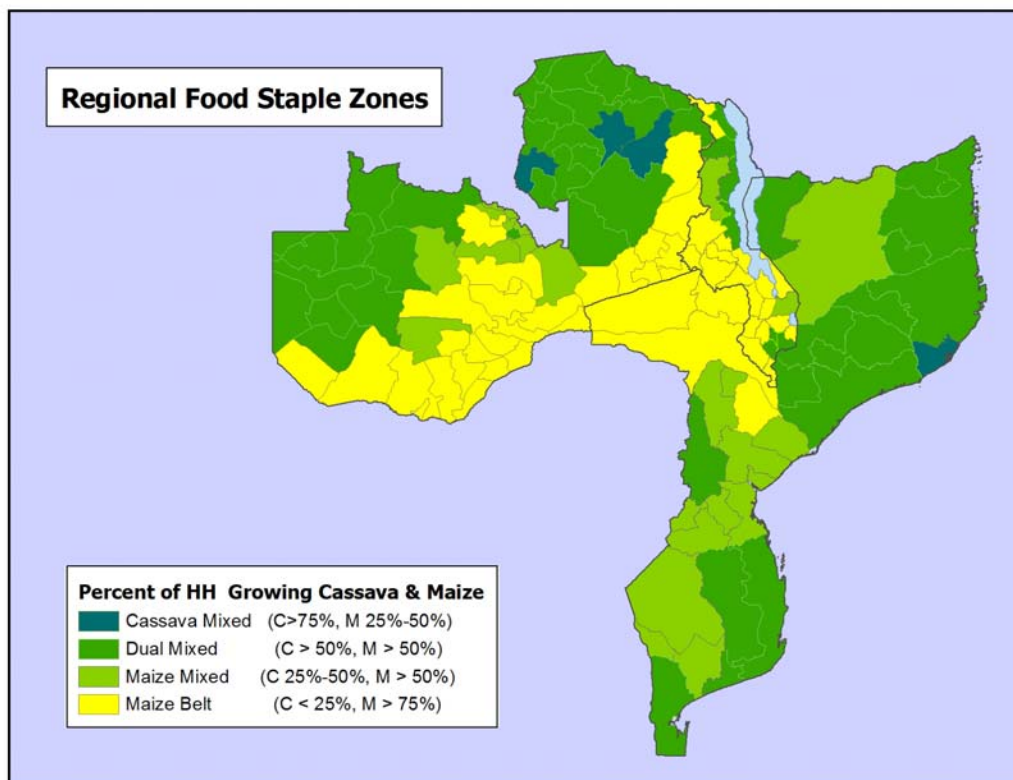 Regional Food Staple Zones
Percent of HH Growing Cassava & Maize
Cassava Mixed (C>75%, M 25%-50%)
Dual Mixed (C > 50%, M > 50%)
Maize Mixed (C 25%-50%, M > 50%)
Maize Belt (C < 25%, M > 75%)